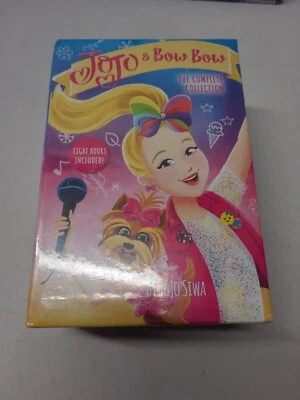 JoJo & Bow Bow
THE COMPLETE
COLLECTION
EIGHT BOOKS
INCLUDED!
JoJo Siwa